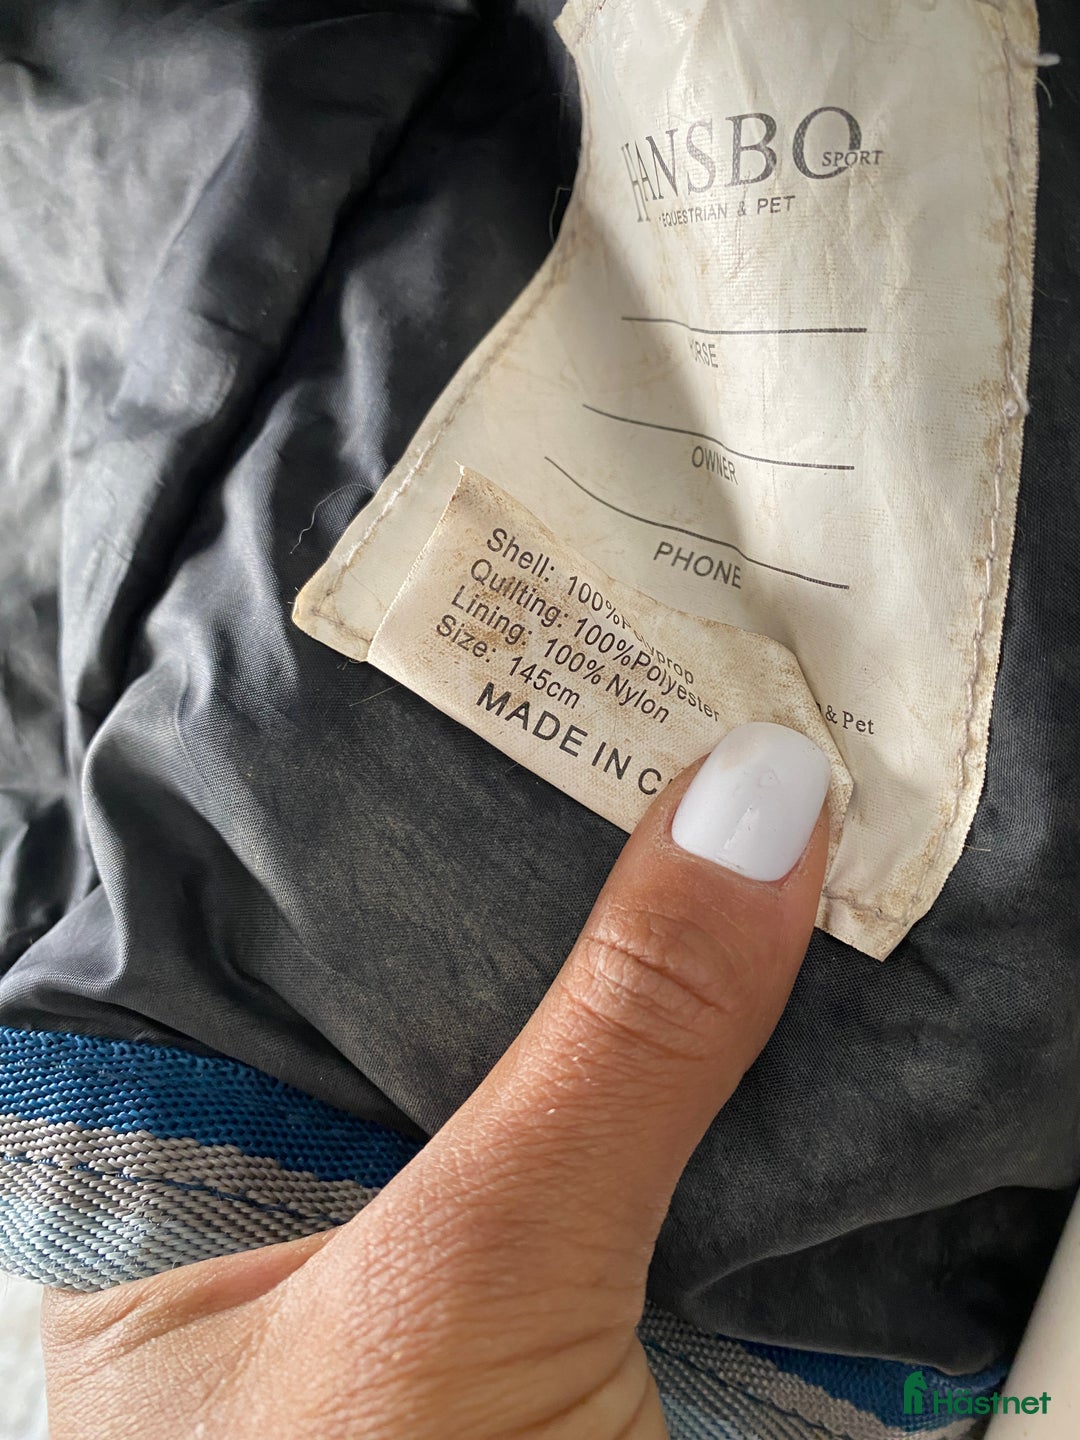 HANSBO
SPORT
EQUESTRIAN & PET
OWNER
PHONE
Shell: 100%
Quilting: 100%Polyester
Lining: 100% Nylon
Size: 145cm
MADE IN
& Pet
Hästnet